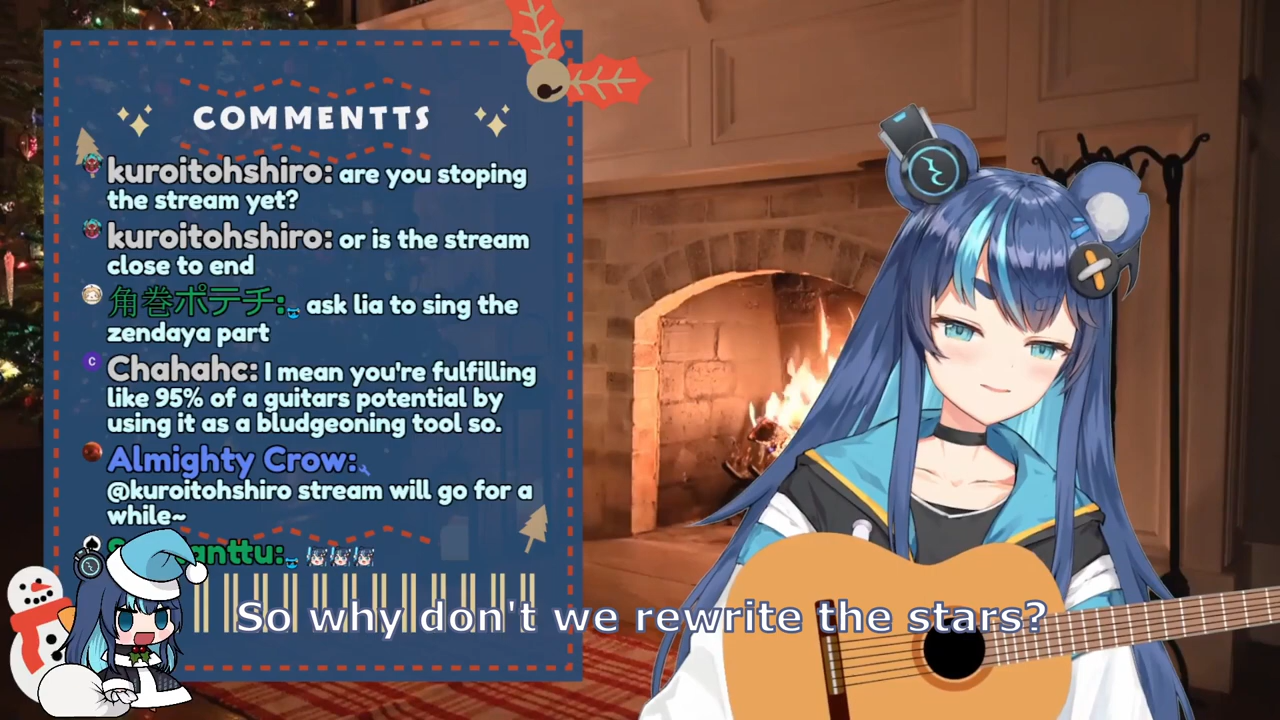 COMMENTTS
kuroitohshiro: are you stoping
the stream yet?
kuroitohshiro: or is the stream
close to end
角巻ポテチ: ask lia to sing the
zendaya part
C Chahahc: I mean you're fulfilling
like 95% of a guitars potential by
using it as a bludgeoning tool so.
Almighty Crow:
@kuroitohshiro stream will go for a
while~
So why don't we rewrite the stars?